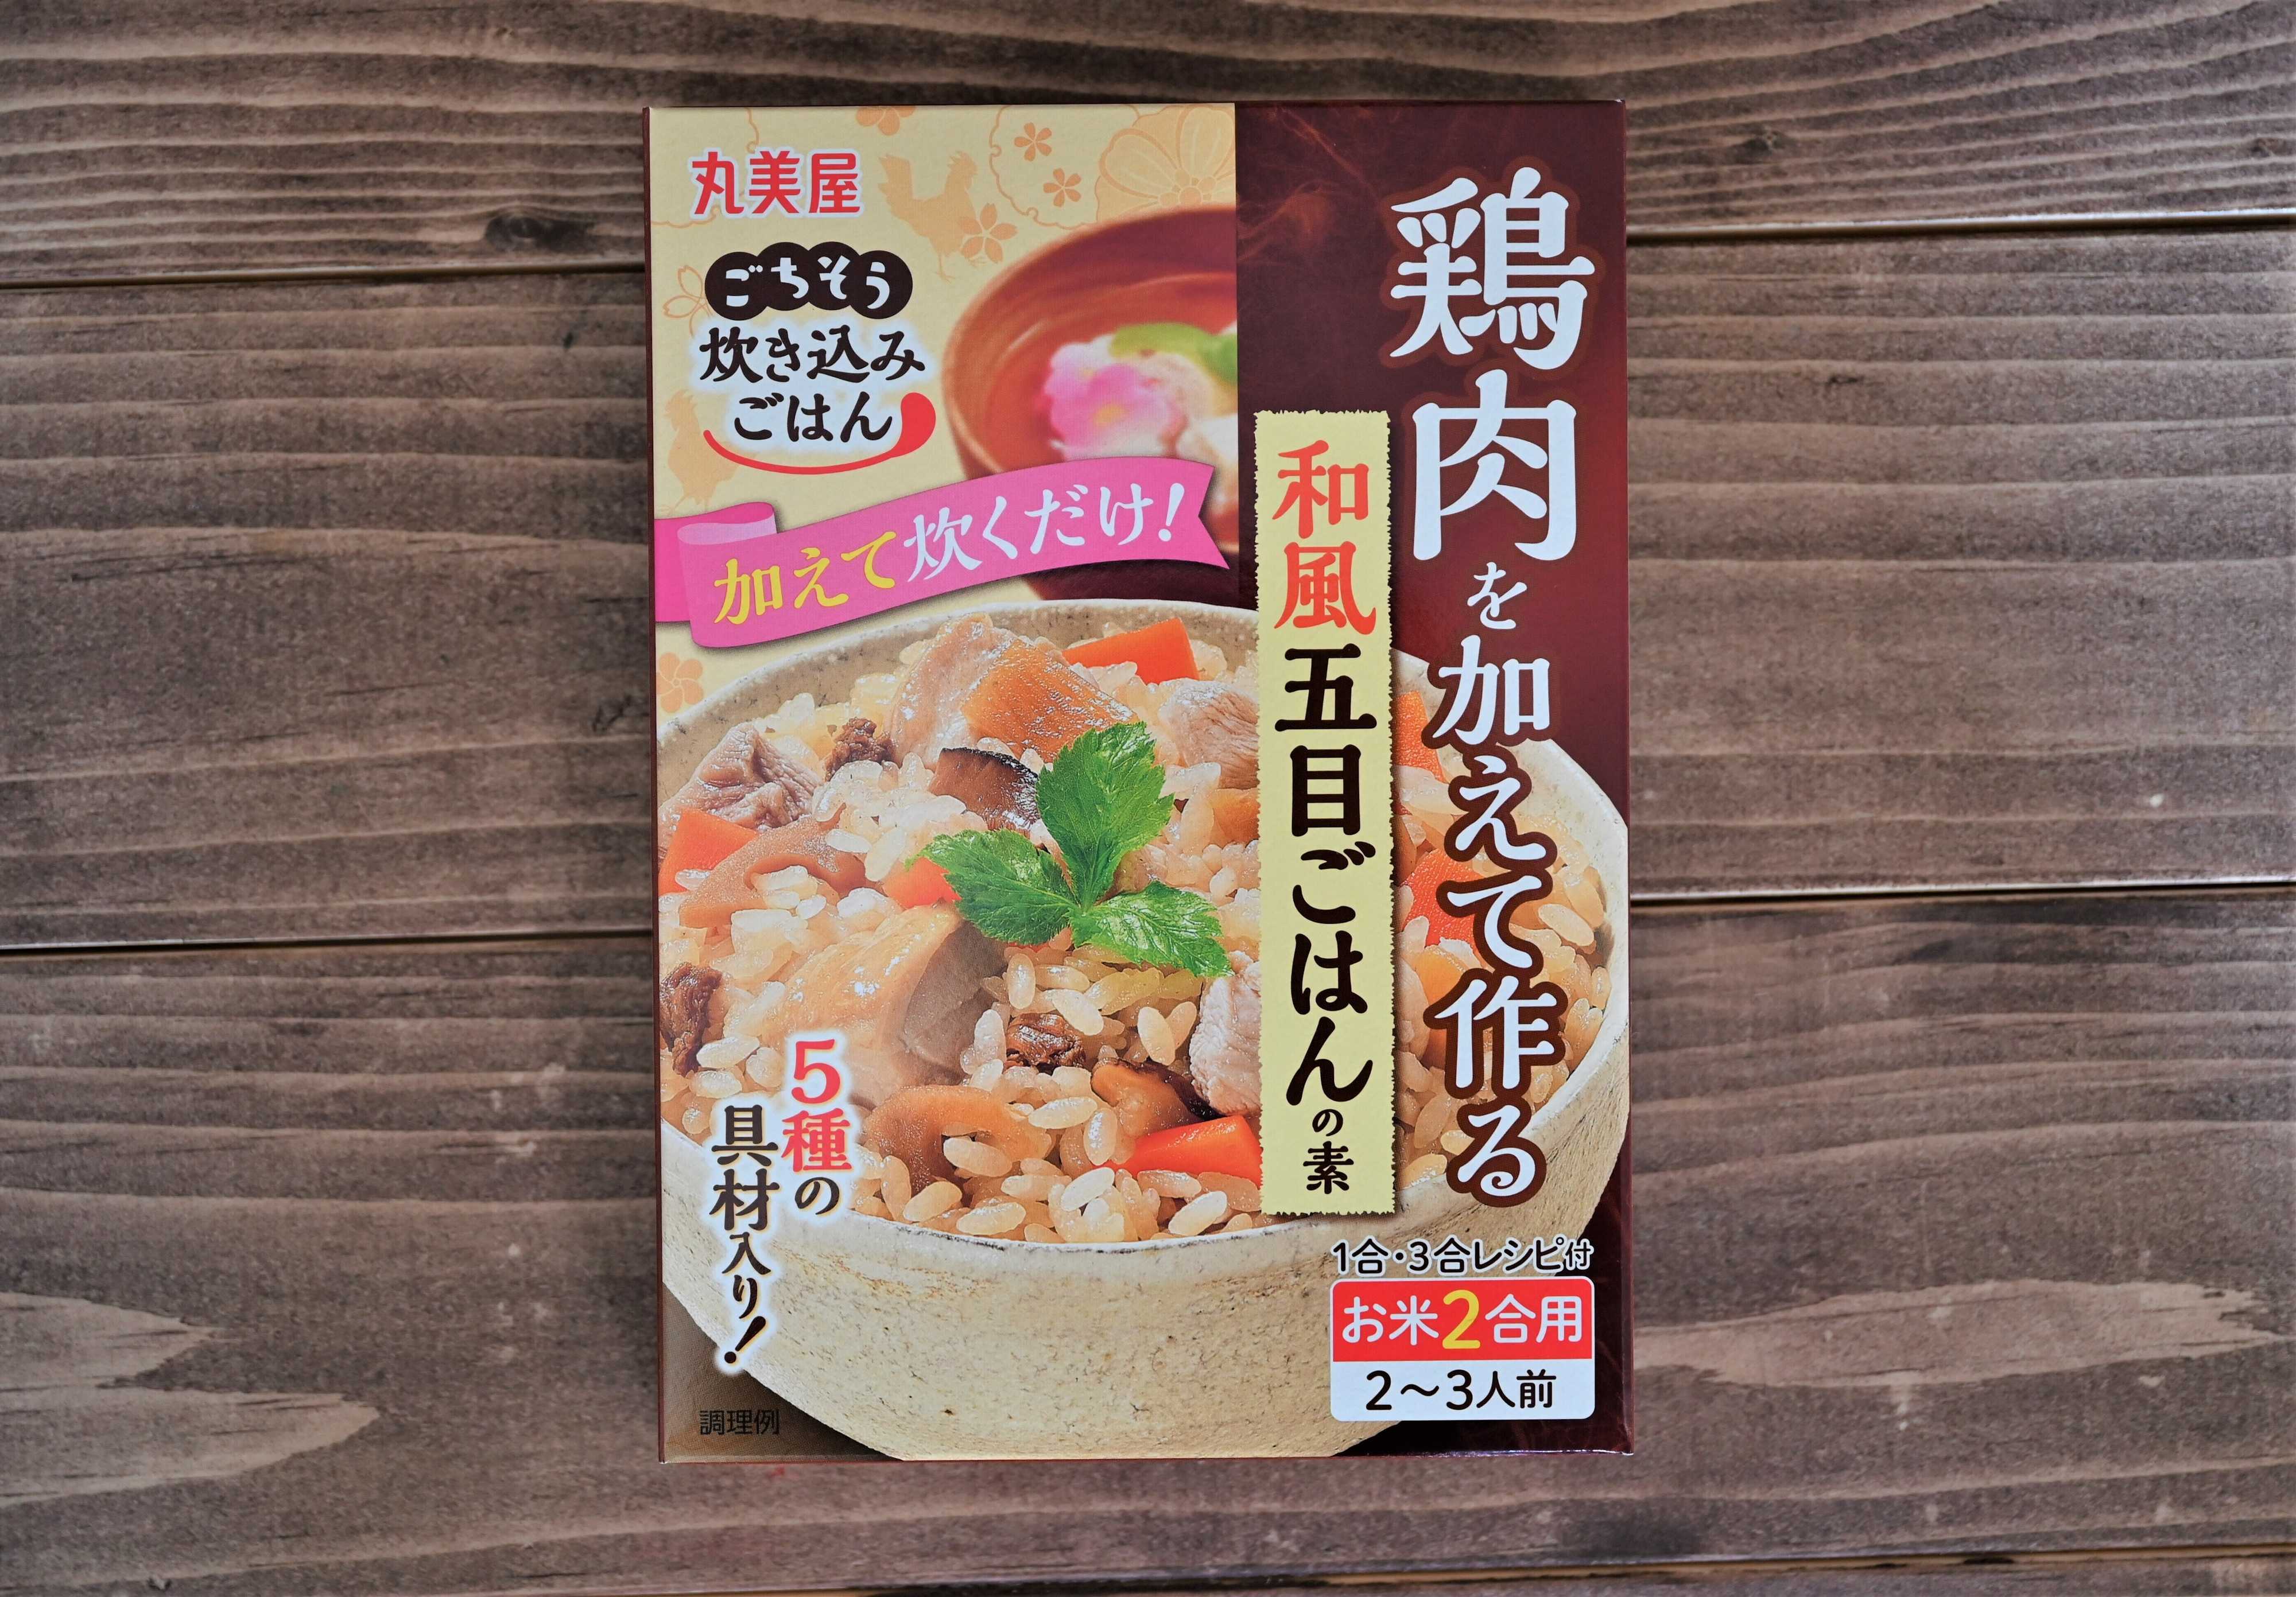 丸美屋
ごちそう
炊き込み
ごはん
加えて炊くだけ!
鶏肉を加えて作る
和風五目ごはんの素
5種の
具材入り!
1合・3合レシピ付
お米2合用
2〜3人前
調理例